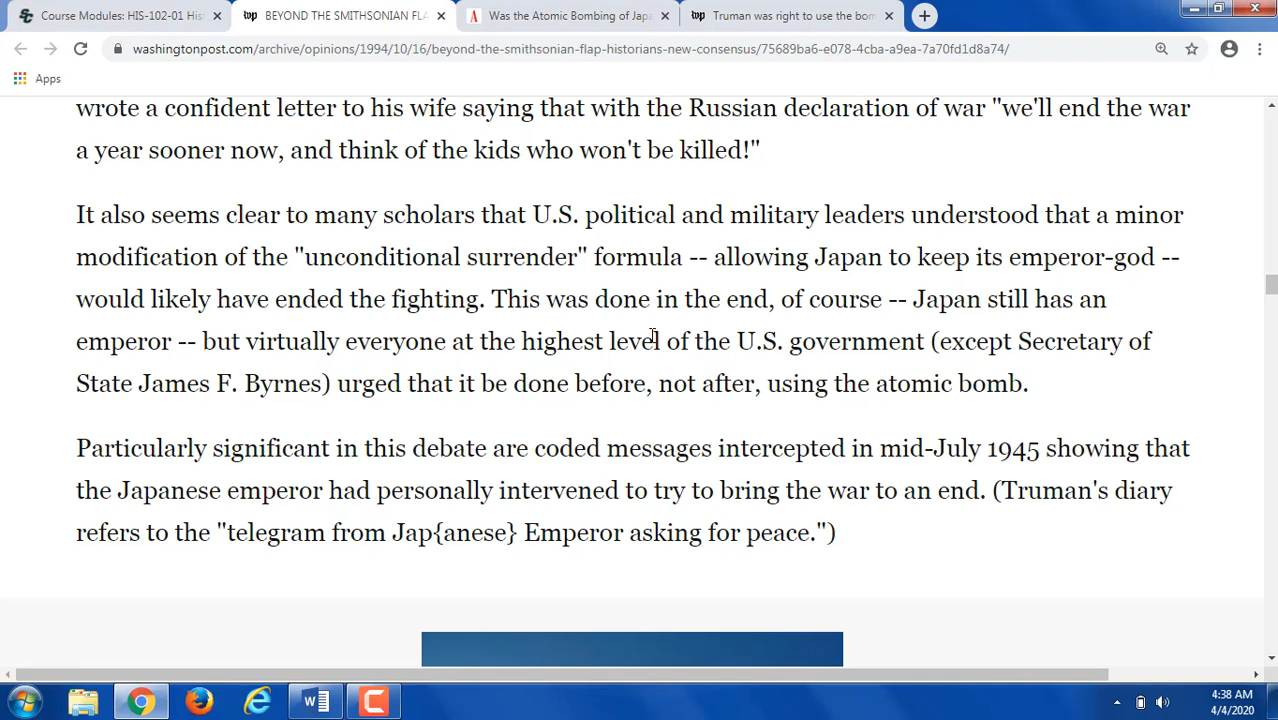 Course Modules: HIS-102-01 His
BEYOND THE SMITHSONIAN FLAP
Was the Atomic Bombing of Japa
Truman was right to use the bom
washingtonpost.com/archive/opinions/1994/10/16/beyond-the-smithsonian-flap-historians-new-consensus/75689ba6-e078-4cba-a9ea-7a70fd1d8a74/
Apps
wrote a confident letter to his wife saying that with the Russian declaration of war "we'll end the war
a year sooner now, and think of the kids who won't be killed!"
It also seems clear to many scholars that U.S. political and military leaders understood that a minor
modification of the "unconditional surrender" formula -- allowing Japan to keep its emperor-god --
would likely have ended the fighting. This was done in the end, of course -- Japan still has an
emperor -- but virtually everyone at the highest level of the U.S. government (except Secretary of
State James F. Byrnes) urged that it be done before, not after, using the atomic bomb.
Particularly significant in this debate are coded messages intercepted in mid-July 1945 showing that
the Japanese emperor had personally intervened to try to bring the war to an end. (Truman's diary
refers to the "telegram from Jap{anese} Emperor asking for peace.")
4:38 AM
4/4/2020